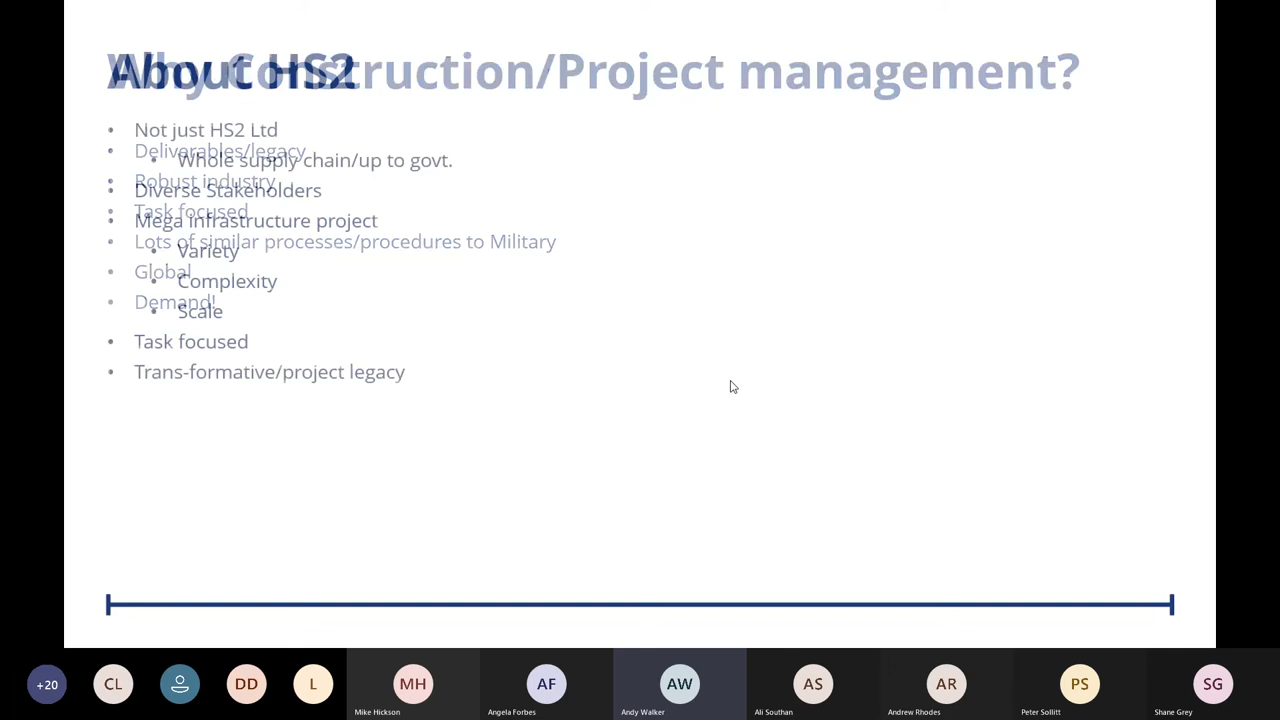 About HS2
Why Construction/Project management?
• Not just HS2 Ltd
• Deliverables/legacy
• Whole supply chain/up to govt.
• Robust industry
• Diverse Stakeholders
• Task focused
• Mega infrastructure project
• Lots of similar processes/procedures to Military
• Variety
• Global
• Complexity
• Demand!
• Scale
• Task focused
• Trans-formative/project legacy
+20
CL
DD
L
MH
AF
AW
AS
AR
PS
SG
Mike Hickson
Angela Forbes
Andy Walker
Ali Southan
Andrew Rhodes
Peter Sollitt
Shane Grey